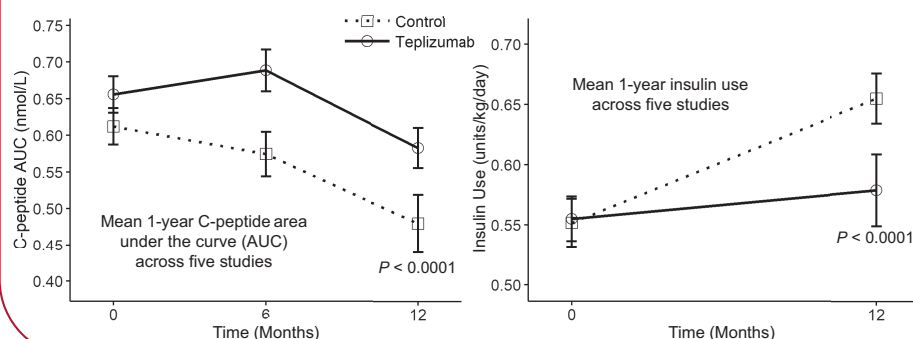 Control
Teplizumab
C-peptide AUC (nmol/L)
0.75
0.70
0.65
0.60
0.55
0.50
0.45
0.40
Mean 1-year C-peptide area
under the curve (AUC)
across five studies
P < 0.0001
0
6
12
Time (Months)
Insulin Use (units/kg/day)
0.70
0.65
0.60
0.55
0.50
Mean 1-year insulin use
across five studies
P < 0.0001
0
12
Time (Months)